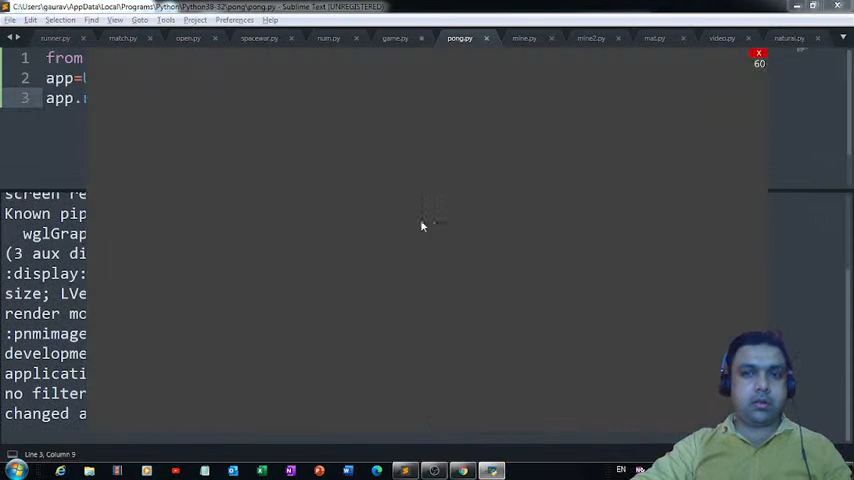 C:\Users\gaurav\AppData\Local\Programs\Python\Python38-32\pong\pong.py - Sublime Text (UNREGISTERED)
File Edit Selection Find View Goto Tools Project Preferences Help
runner.py match.py open.py spacewar.py num.py game.py pong.py mine.py mine2.py mat.py video.py natural.py
x
60
1 from
2 app=U
3 app.r
screen re
Known pip
wglGrap
(3 aux di
:display:
size; LVe
render mo
:pnmimage
developme
applicati
no filter
changed a
Line 3, Column 9
EN